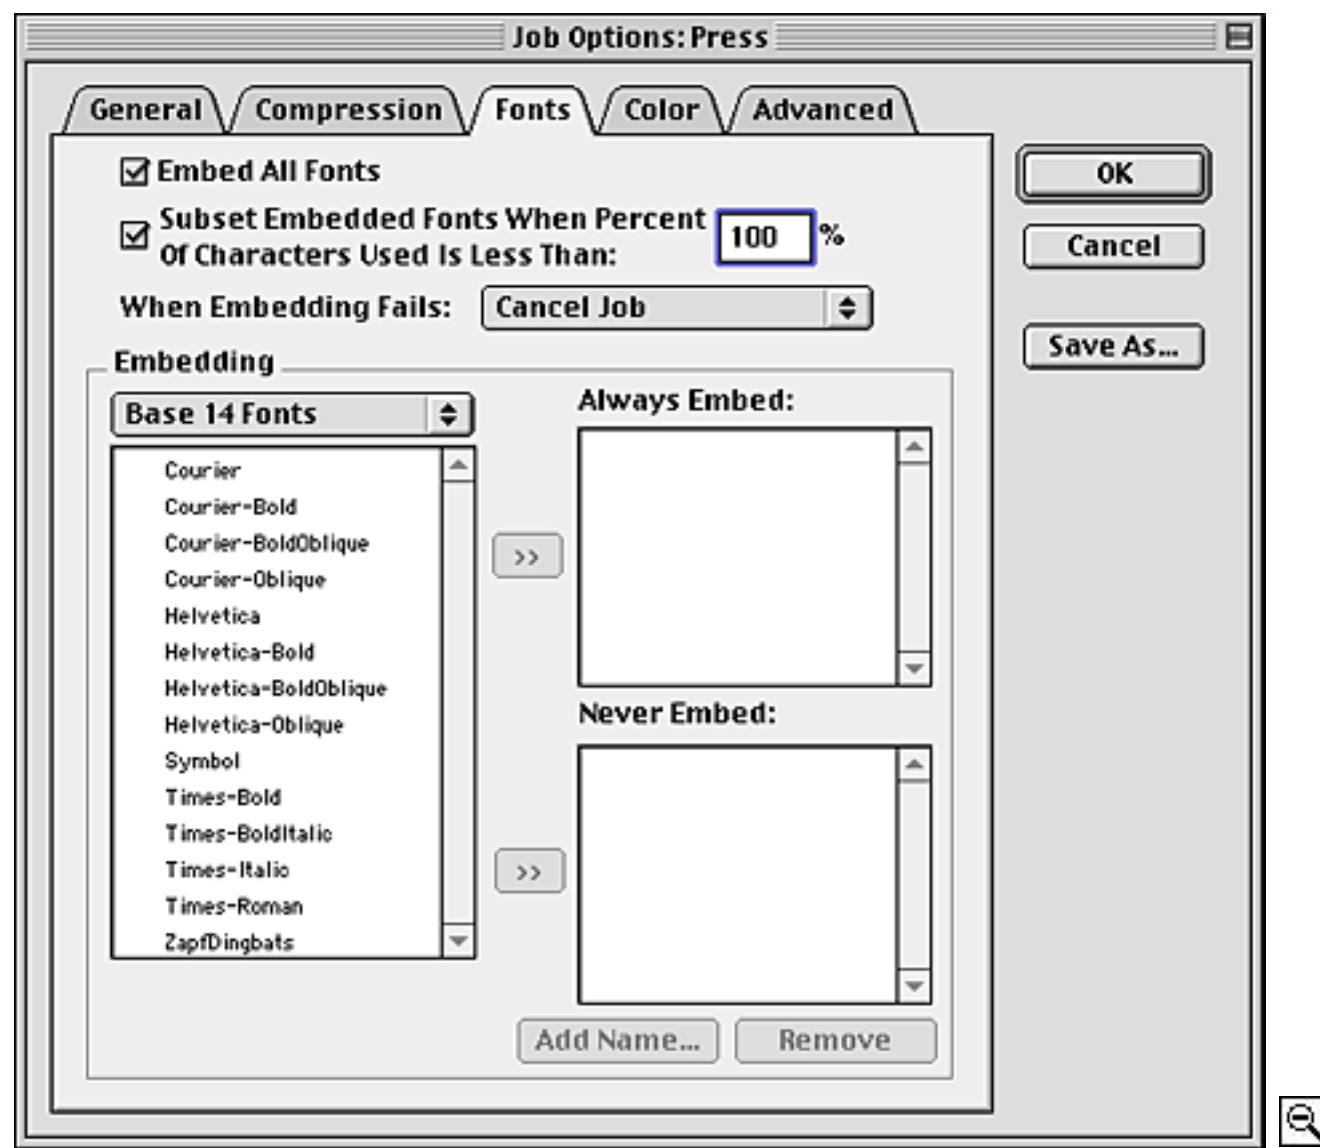 Job Options: Press
General Compression Fonts Color Advanced
Embed All Fonts
Subset Embedded Fonts When Percent
Of Characters Used Is Less Than:
100 %
When Embedding Fails: Cancel Job
OK
Cancel
Save As...
Embedding
Base 14 Fonts
Courier
Courier-Bold
Courier-BoldOblique
Courier-Oblique
Helvetica
Helvetica-Bold
Helvetica-BoldOblique
Helvetica-Oblique
Symbol
Times-Bold
Times-BoldItalic
Times-Italic
Times-Roman
ZapfDingbats
>>
>>
Always Embed:
Never Embed:
Add Name... Remove